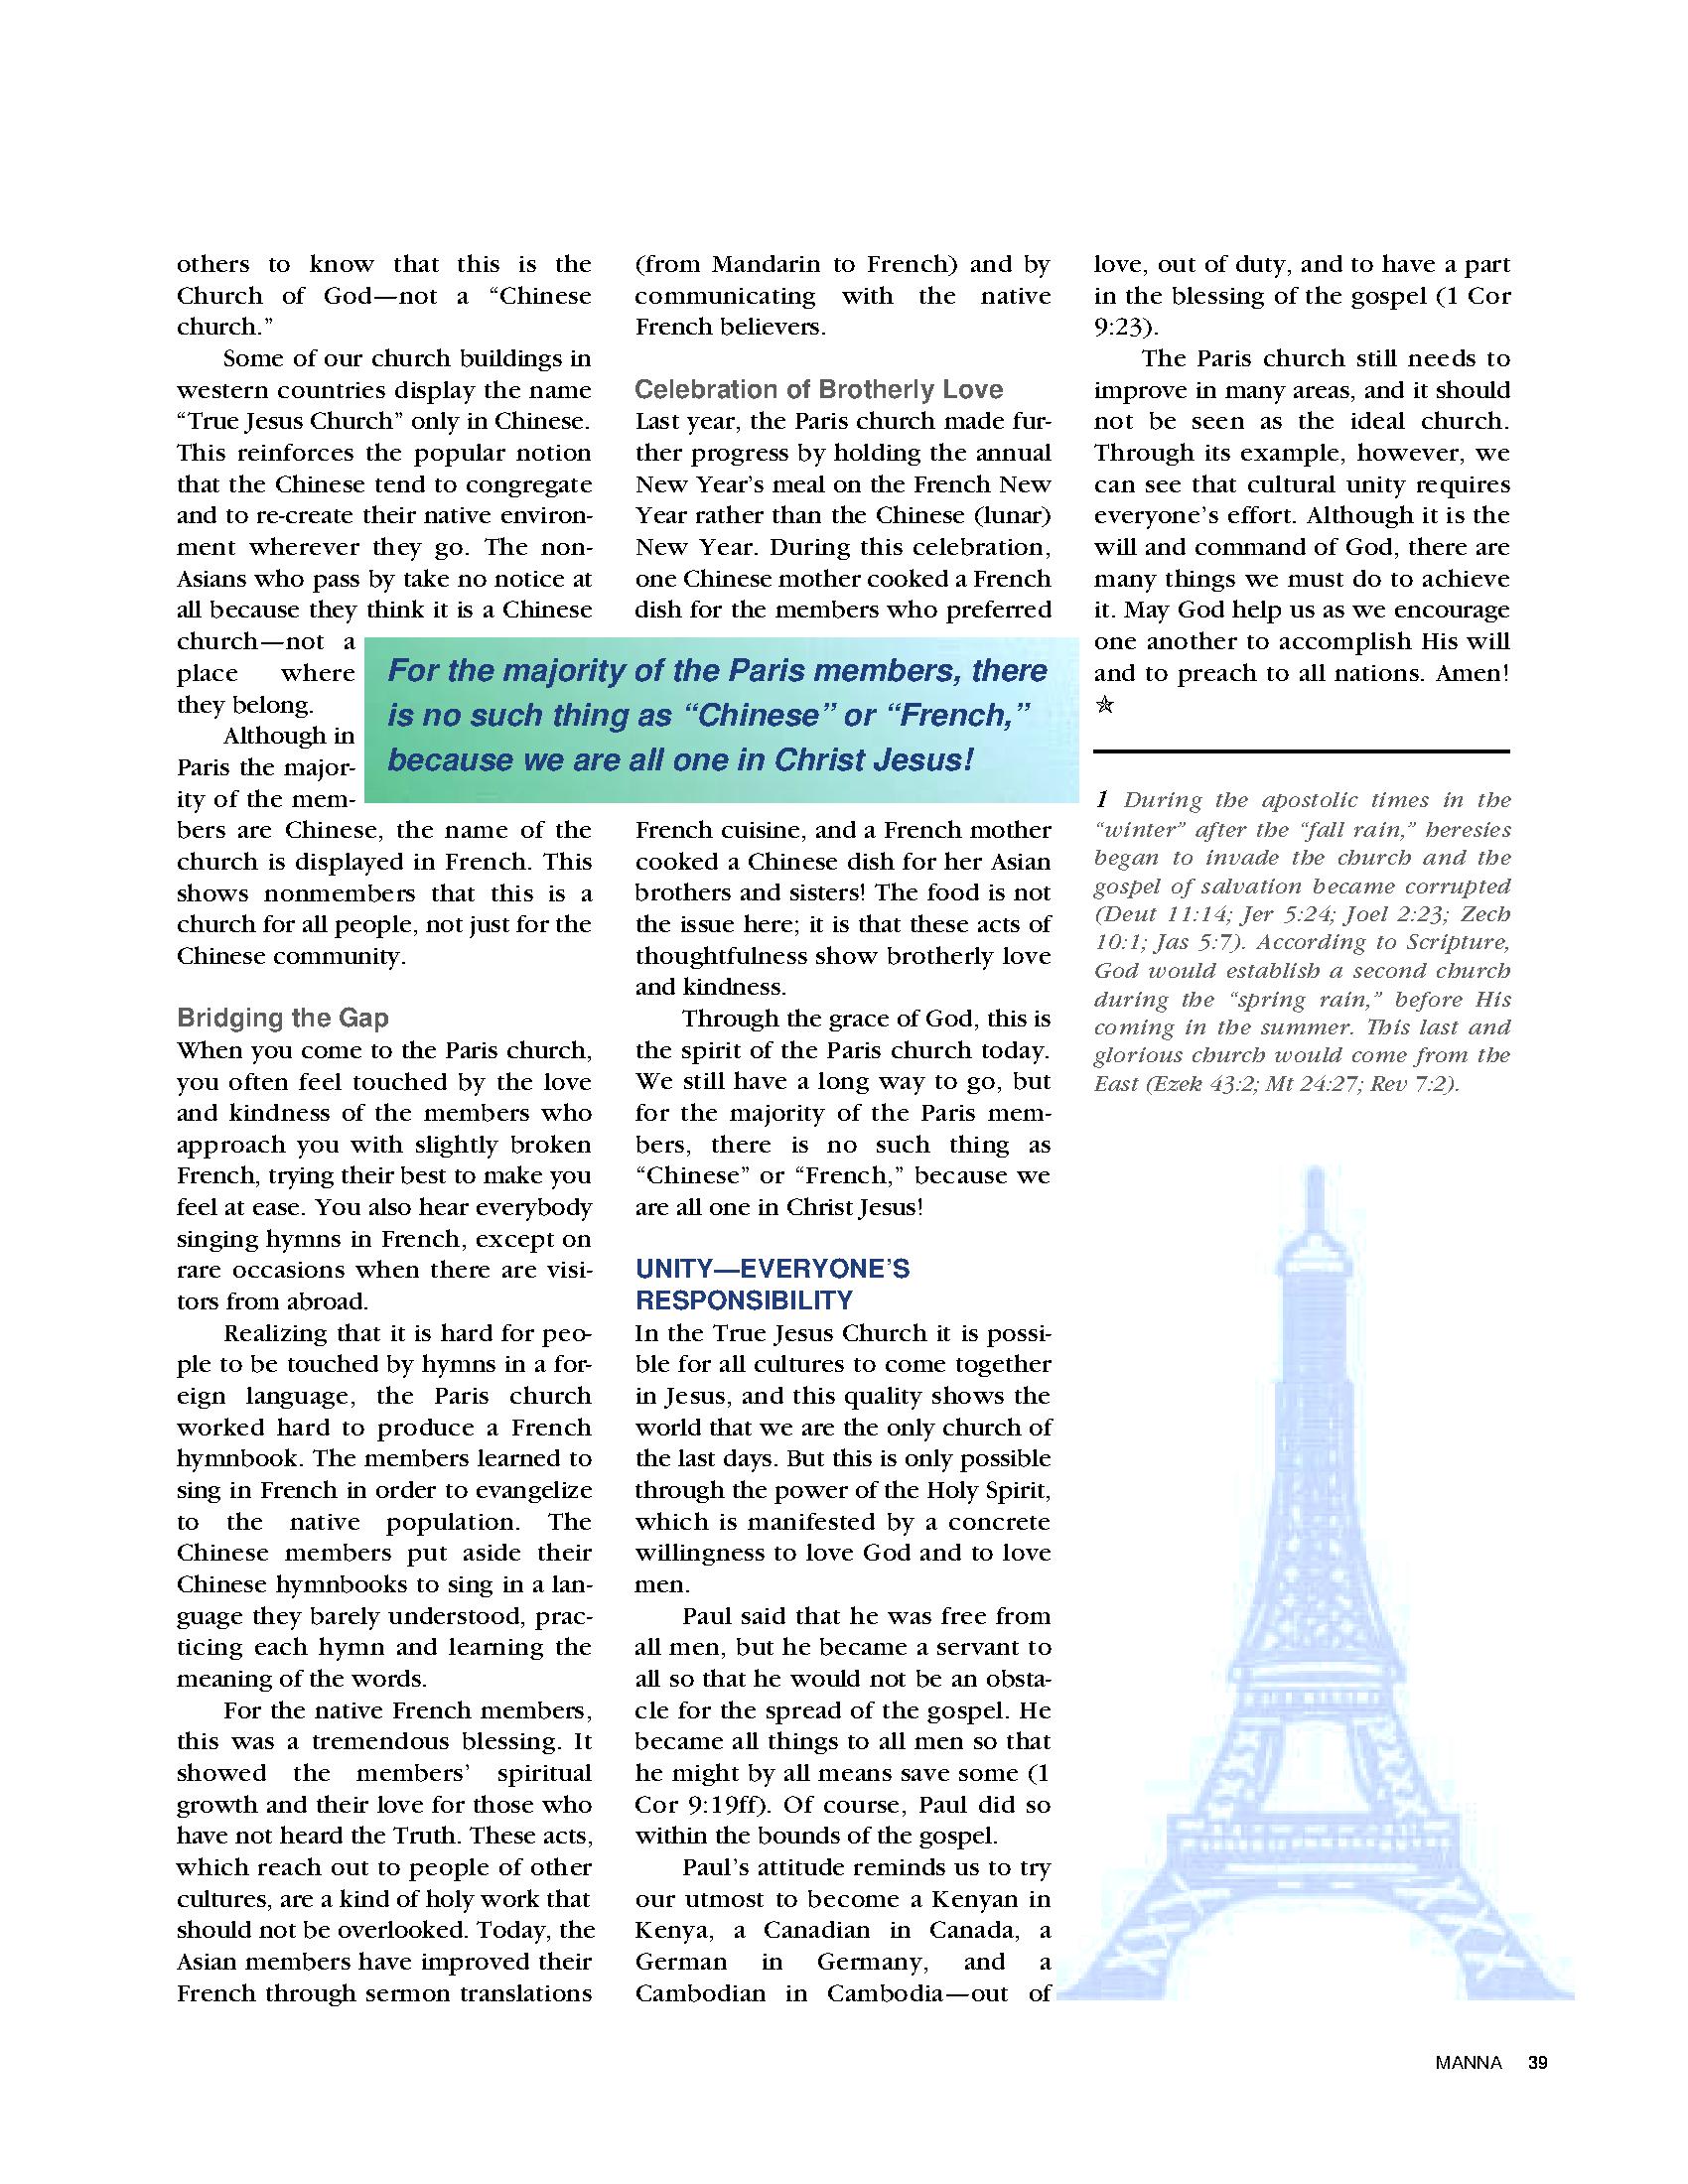 others to know that this is the
Church of God—not a “Chinese
church.”
Some of our church buildings in
western countries display the name
“True Jesus Church” only in Chinese.
This reinforces the popular notion
that the Chinese tend to congregate
and to re-create their native environ-
ment wherever they go. The non-
Asians who pass by take no notice at
all because they think it is a Chinese
church—not a
place where
they belong.
Although in
Paris the major-
ity of the mem-
bers are Chinese, the name of the
church is displayed in French. This
shows nonmembers that this is a
church for all people, not just for the
Chinese community.
Bridging the Gap
When you come to the Paris church,
you often feel touched by the love
and kindness of the members who
approach you with slightly broken
French, trying their best to make you
feel at ease. You also hear everybody
singing hymns in French, except on
rare occasions when there are visi-
tors from abroad.
Realizing that it is hard for peo-
ple to be touched by hymns in a for-
eign language, the Paris church
worked hard to produce a French
hymnbook. The members learned to
sing in French in order to evangelize
to the native population. The
Chinese members put aside their
Chinese hymnbooks to sing in a lan-
guage they barely understood, prac-
ticing each hymn and learning the
meaning of the words.
For the native French members,
this was a tremendous blessing. It
showed the members’ spiritual
growth and their love for those who
have not heard the Truth. These acts,
which reach out to people of other
cultures, are a kind of holy work that
should not be overlooked. Today, the
Asian members have improved their
French through sermon translations
(from Mandarin to French) and by
communicating with the native
French believers.
Celebration of Brotherly Love
Last year, the Paris church made fur-
ther progress by holding the annual
New Year’s meal on the French New
Year rather than the Chinese (lunar)
New Year. During this celebration,
one Chinese mother cooked a French
dish for the members who preferred
For the majority of the Paris members, there
is no such thing as “Chinese” or “French,”
because we are all one in Christ Jesus!
French cuisine, and a French mother
cooked a Chinese dish for her Asian
brothers and sisters! The food is not
the issue here; it is that these acts of
thoughtfulness show brotherly love
and kindness.
Through the grace of God, this is
the spirit of the Paris church today.
We still have a long way to go, but
for the majority of the Paris mem-
bers, there is no such thing as
“Chinese” or “French,” because we
are all one in Christ Jesus!
UNITY—EVERYONE’S
RESPONSIBILITY
In the True Jesus Church it is possi-
ble for all cultures to come together
in Jesus, and this quality shows the
world that we are the only church of
the last days. But this is only possible
through the power of the Holy Spirit,
which is manifested by a concrete
willingness to love God and to love
men.
Paul said that he was free from
all men, but he became a servant to
all so that he would not be an obsta-
cle for the spread of the gospel. He
became all things to all men so that
he might by all means save some (1
Cor 9:19ff). Of course, Paul did so
within the bounds of the gospel.
Paul’s attitude reminds us to try
our utmost to become a Kenyan in
Kenya, a Canadian in Canada, a
German in Germany, and a
Cambodian in Cambodia—out of
love, out of duty, and to have a part
in the blessing of the gospel (1 Cor
9:23).
The Paris church still needs to
improve in many areas, and it should
not be seen as the ideal church.
Through its example, however, we
can see that cultural unity requires
everyone’s effort. Although it is the
will and command of God, there are
many things we must do to achieve
it. May God help us as we encourage
one another to accomplish His will
and to preach to all nations. Amen!
1 During the apostolic times in the
“winter” after the “fall rain,” heresies
began to invade the church and the
gospel of salvation became corrupted
(Deut 11:14; Jer 5:24; Joel 2:23; Zech
10:1; Jas 5:7). According to Scripture,
God would establish a second church
during the “spring rain,” before His
coming in the summer. This last and
glorious church would come from the
East (Ezek 43:2; Mt 24:27; Rev 7:2).
MANNA 39